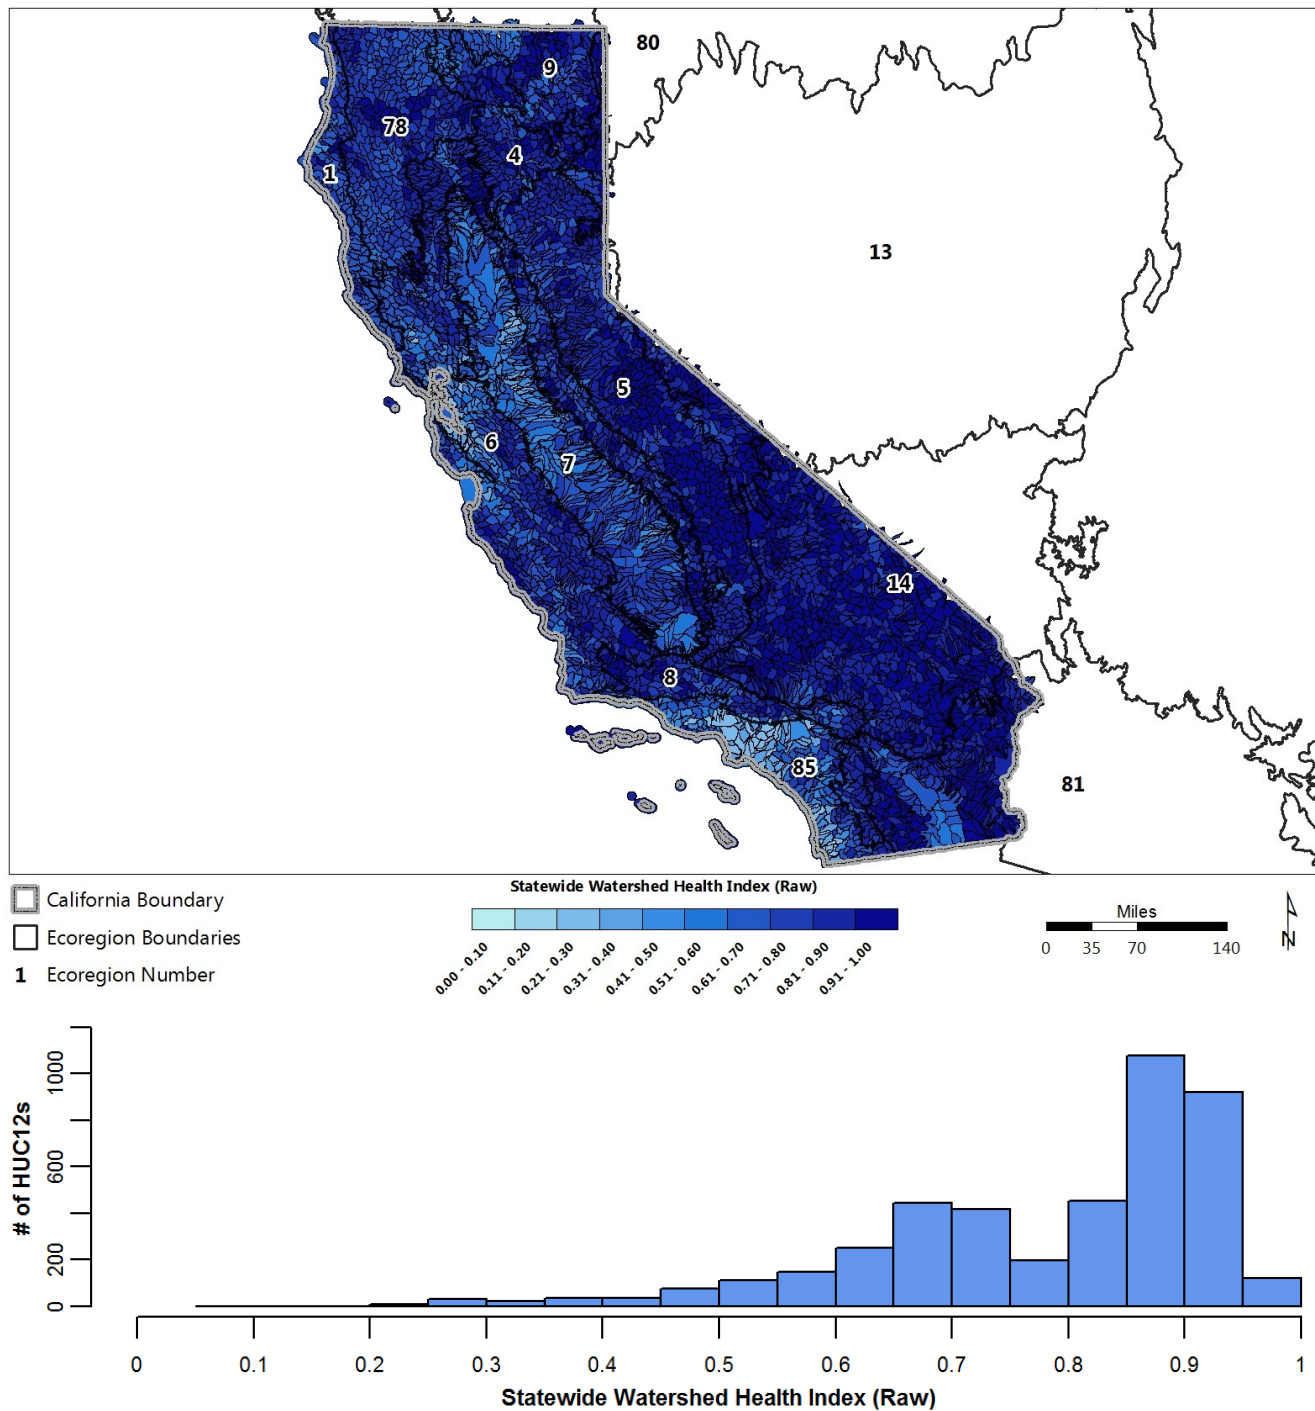 80
9
78
4
1
13
5
6
7
14
8
85
81
Statewide Watershed Health Index (Raw)
0.00 - 0.10
0.11 - 0.20
0.21 - 0.30
0.31 - 0.40
0.41 - 0.50
0.51 - 0.60
0.61 - 0.70
0.71 - 0.80
0.81 - 0.90
0.91 - 1.00
California Boundary
Ecoregion Boundaries
1 Ecoregion Number
Miles
0 35 70 140
N
# of HUC12s
1000
600
200
0
0 0.1 0.2 0.3 0.4 0.5 0.6 0.7 0.8 0.9 1
Statewide Watershed Health Index (Raw)